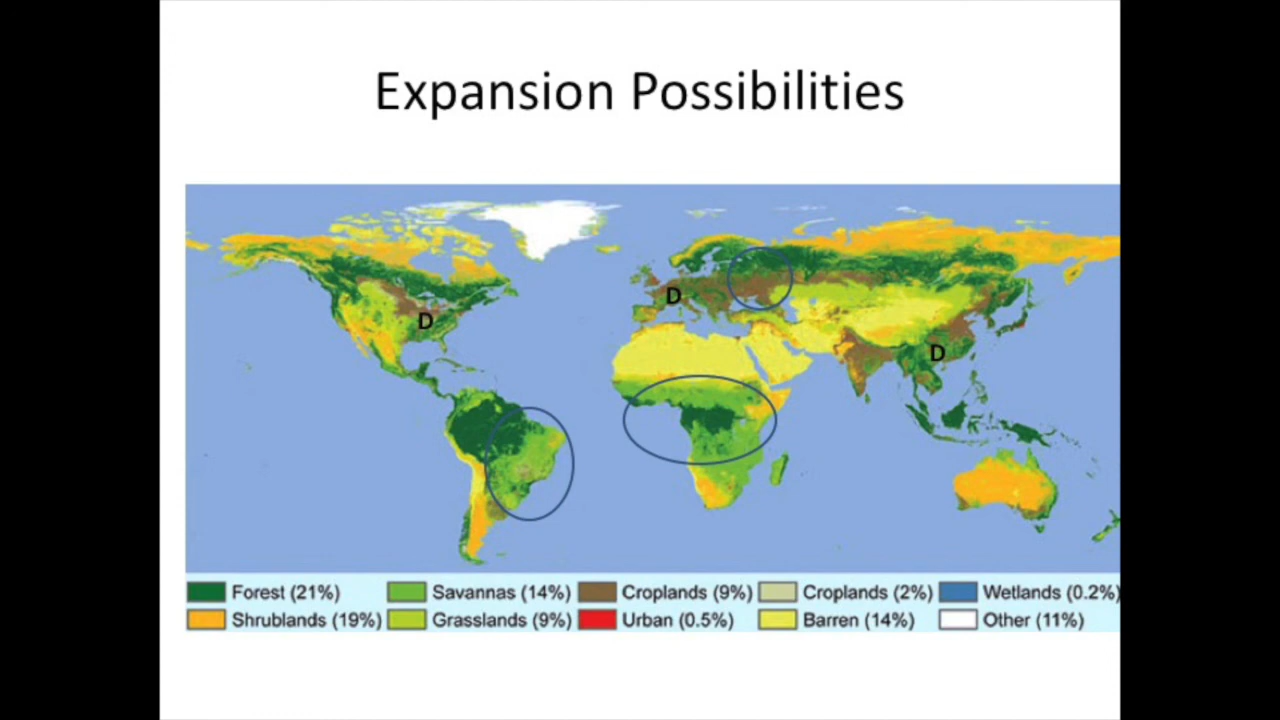 Expansion Possibilities
D
D
D
Forest (21%) Savannas (14%) Croplands (9%) Croplands (2%) Wetlands (0.2%)
Shrublands (19%) Grasslands (9%) Urban (0.5%) Barren (14%) Other (11%)